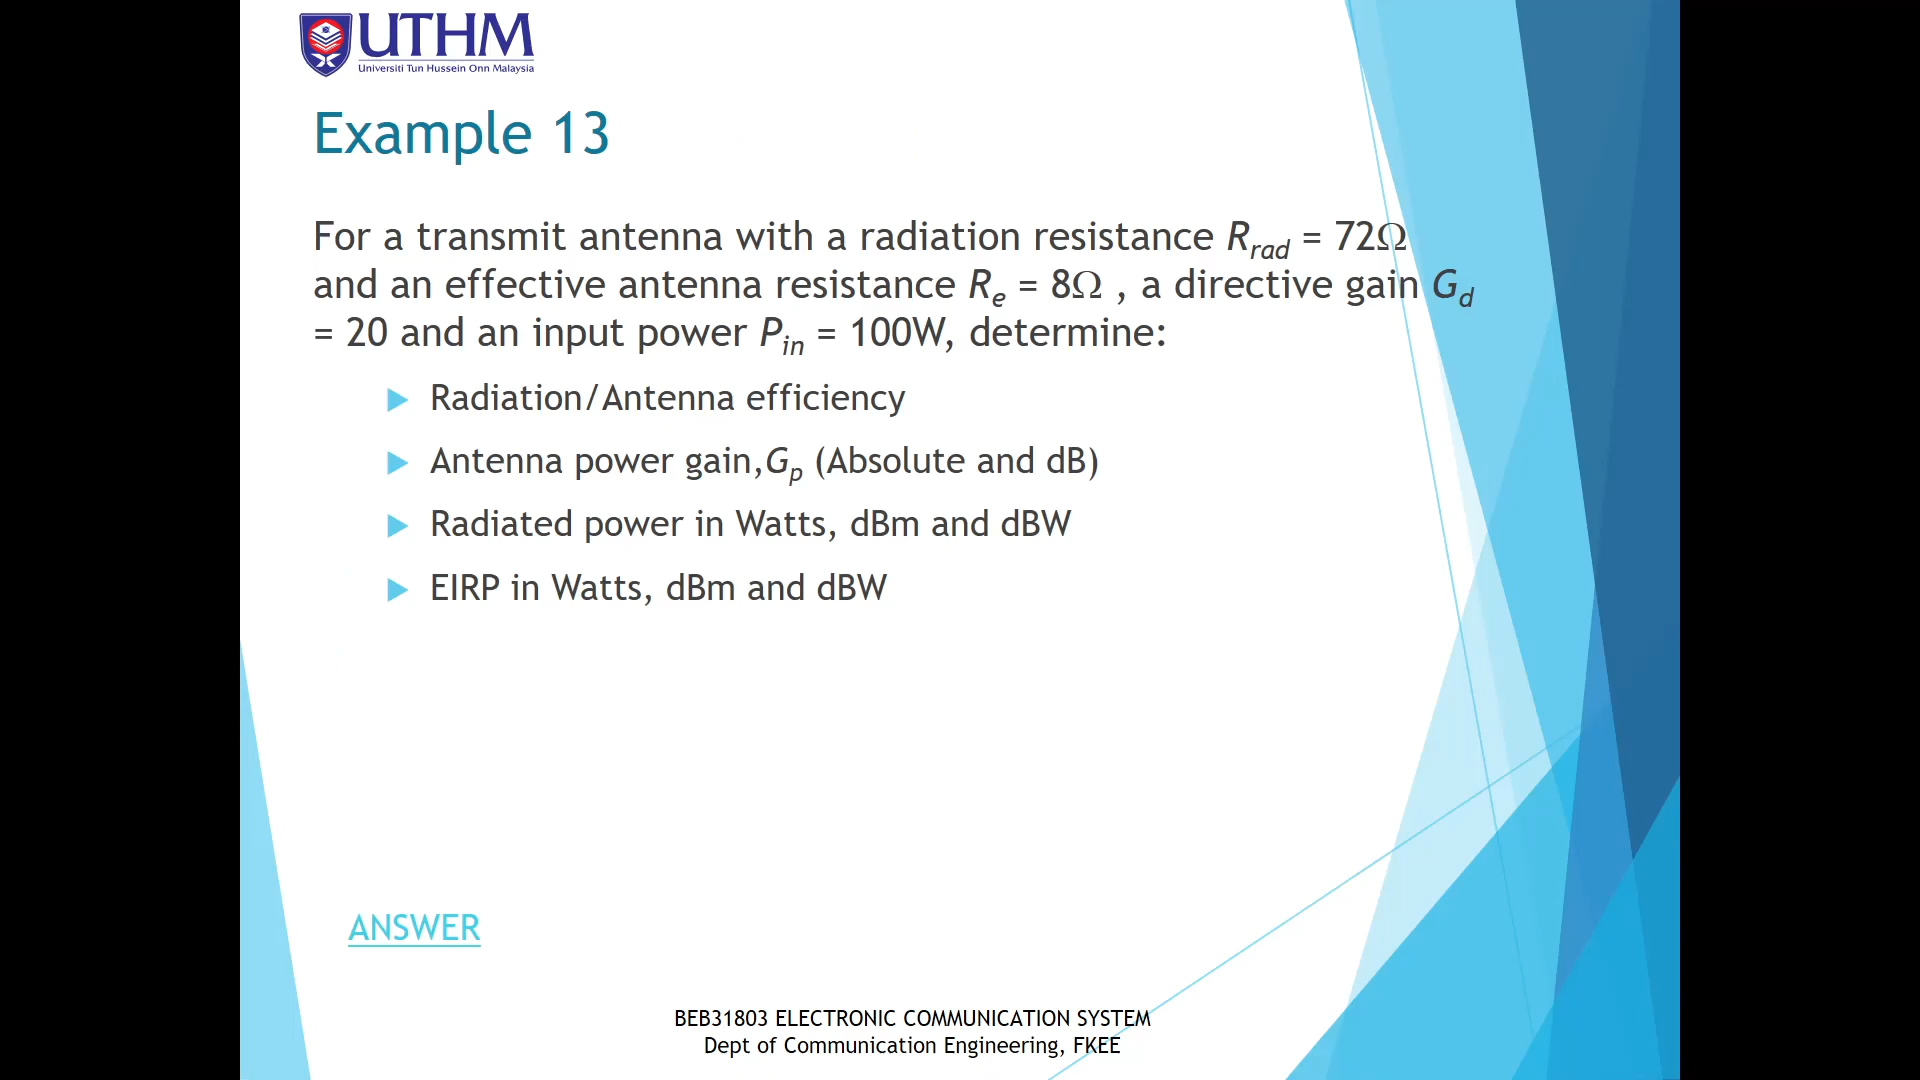 UTHM
Universiti Tun Hussein Onn Malaysia
Example 13
For a transmit antenna with a radiation resistance Rrad = 72Ω
and an effective antenna resistance Re = 8Ω , a directive gain Gd
= 20 and an input power Pin = 100W, determine:
Radiation/Antenna efficiency
Antenna power gain,Gp (Absolute and dB)
Radiated power in Watts, dBm and dBW
EIRP in Watts, dBm and dBW
ANSWER
BEB31803 ELECTRONIC COMMUNICATION SYSTEM
Dept of Communication Engineering, FKEE